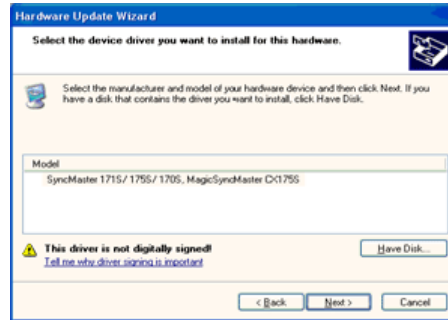 Hardware Update Wizard
Select the device driver you want to install for this hardware.
Select the manufacturer and model of your hardware device and then click Next. If you
have a disk that contains the driver you want to install, click Have Disk.
Model
SyncMaster 171S/ 175S/ 170S, MagicSyncMaster CX175S
This driver is not digitally signed!
Have Disk...
Tell me why driver signing is important
< Back
Next >
Cancel